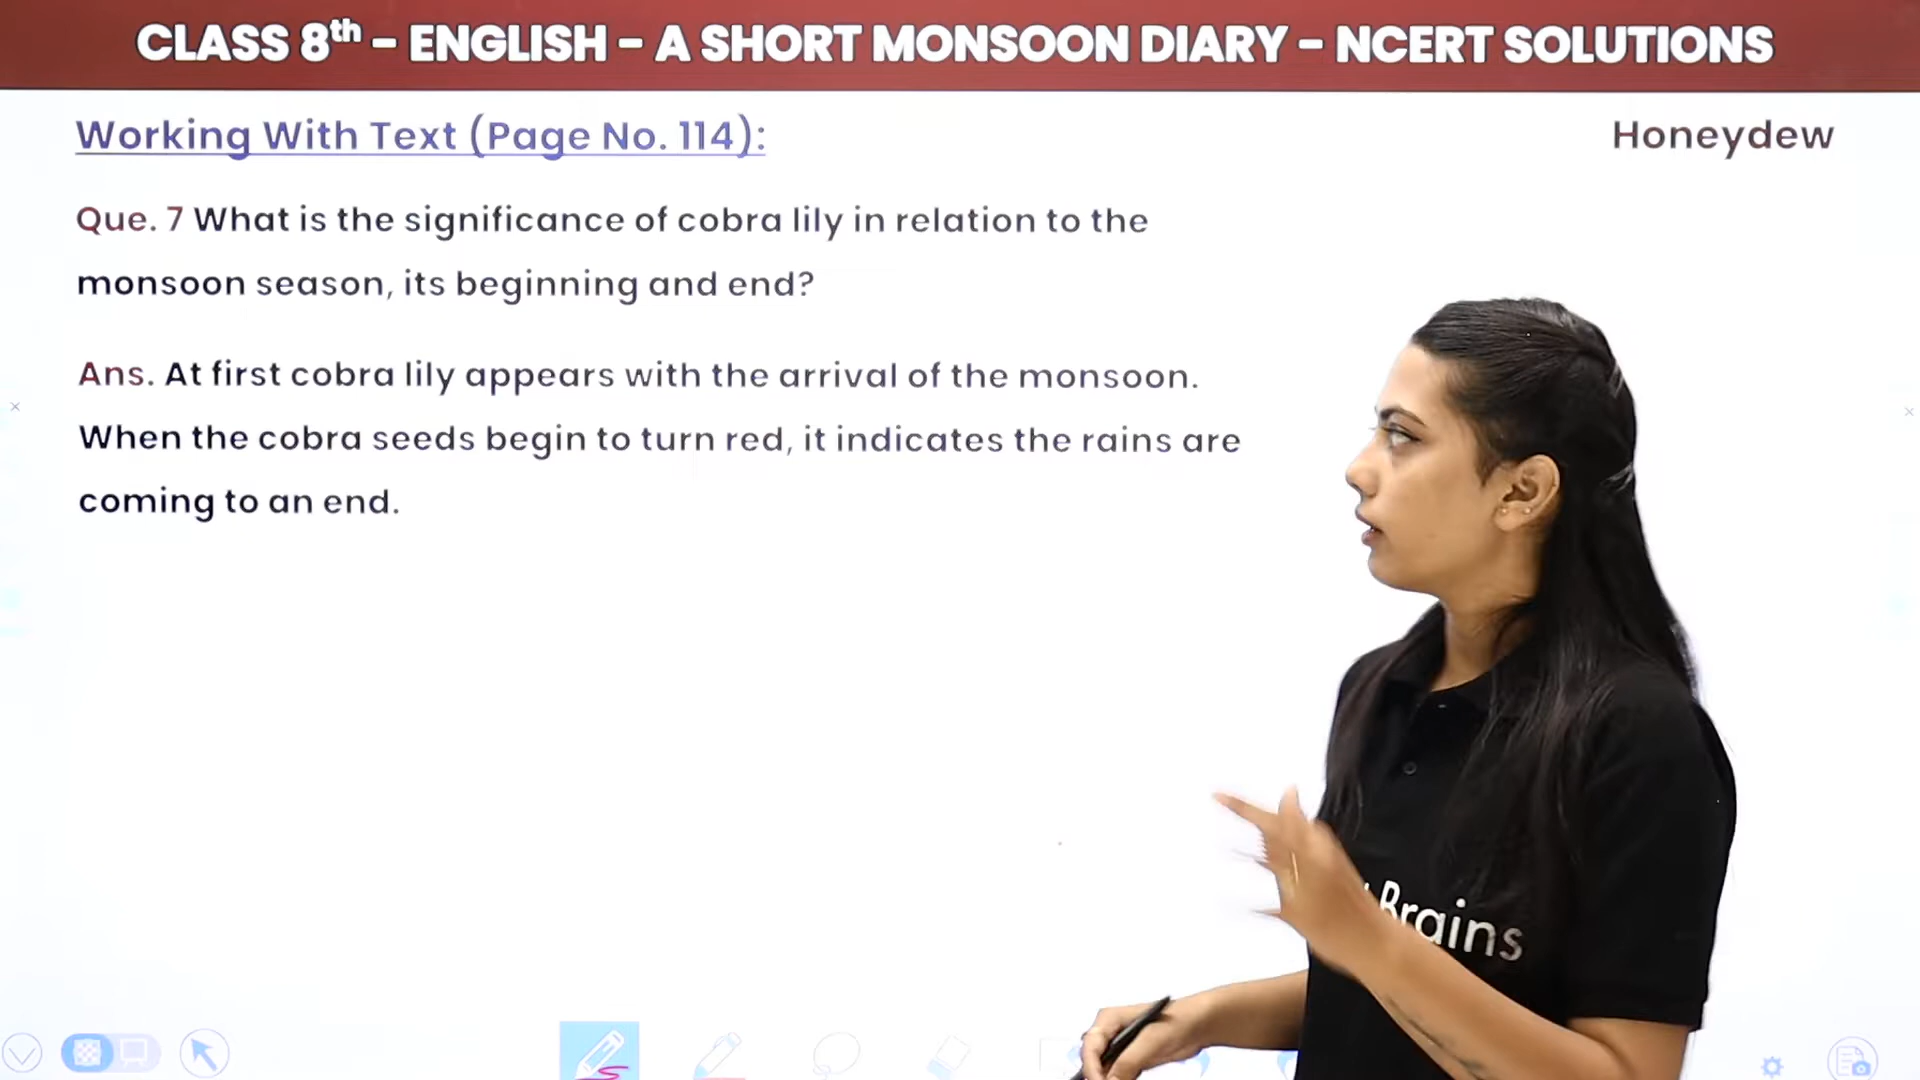 CLASS 8th – ENGLISH – A SHORT MONSOON DIARY – NCERT SOLUTIONS
Working With Text (Page No. 114):
Honeydew
Que. 7 What is the significance of cobra lily in relation to the
monsoon season, its beginning and end?
Ans. At first cobra lily appears with the arrival of the monsoon.
When the cobra seeds begin to turn red, it indicates the rains are
coming to an end.
Brains